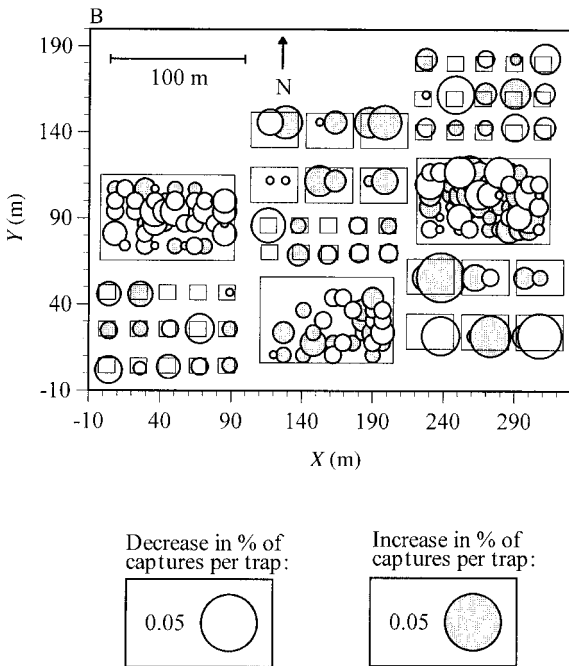 B
190
140
90
40
-10
Y (m)
100 m
N
-10 40 90 140 190 240 290
X (m)
Decrease in % of
captures per trap:
0.05
Increase in % of
captures per trap:
0.05